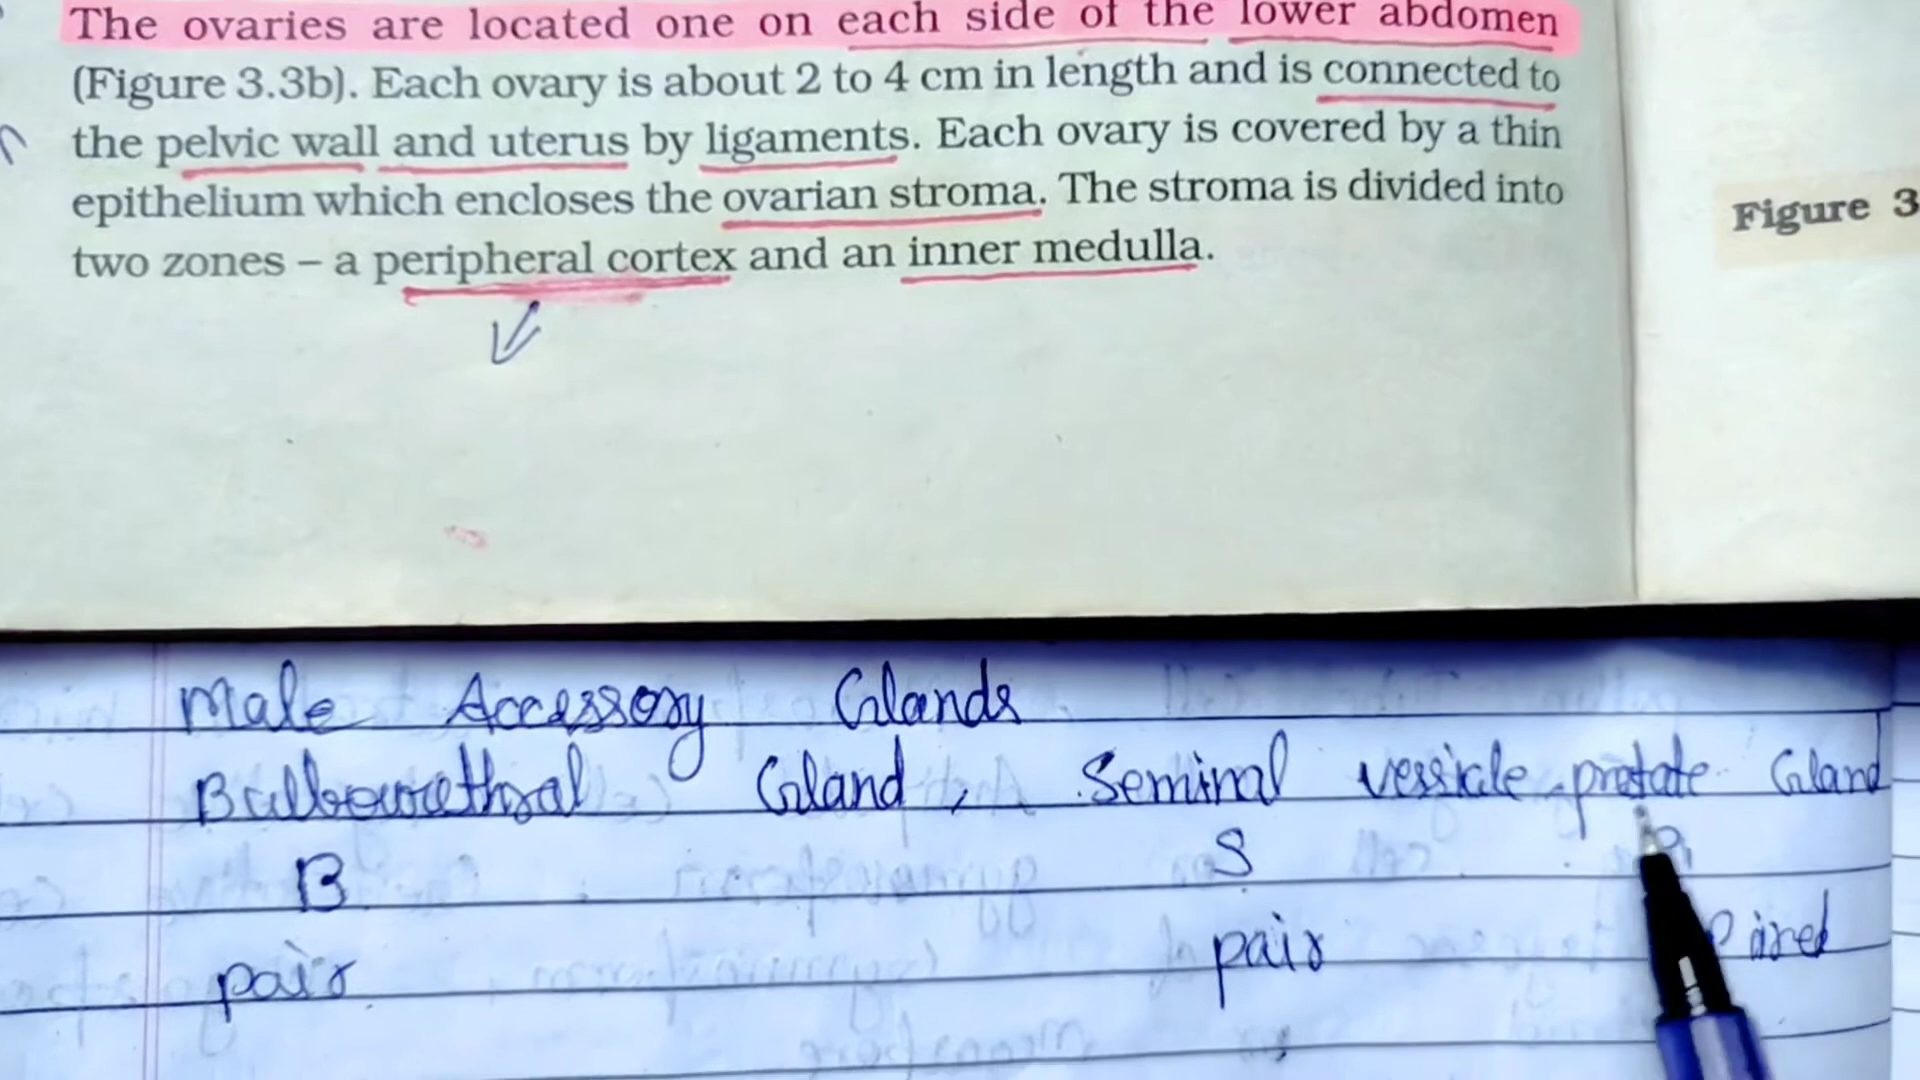 The ovaries are located one on each side of the lower abdomen
(Figure 3.3b). Each ovary is about 2 to 4 cm in length and is connected to
the pelvic wall and uterus by ligaments. Each ovary is covered by a thin
epithelium which encloses the ovarian stroma. The stroma is divided into
two zones – a peripheral cortex and an inner medulla.
Figure 3
Male Accessory Glands
Bulbourethral Gland, Seminal vessicle protate Gland
B S
pair pair